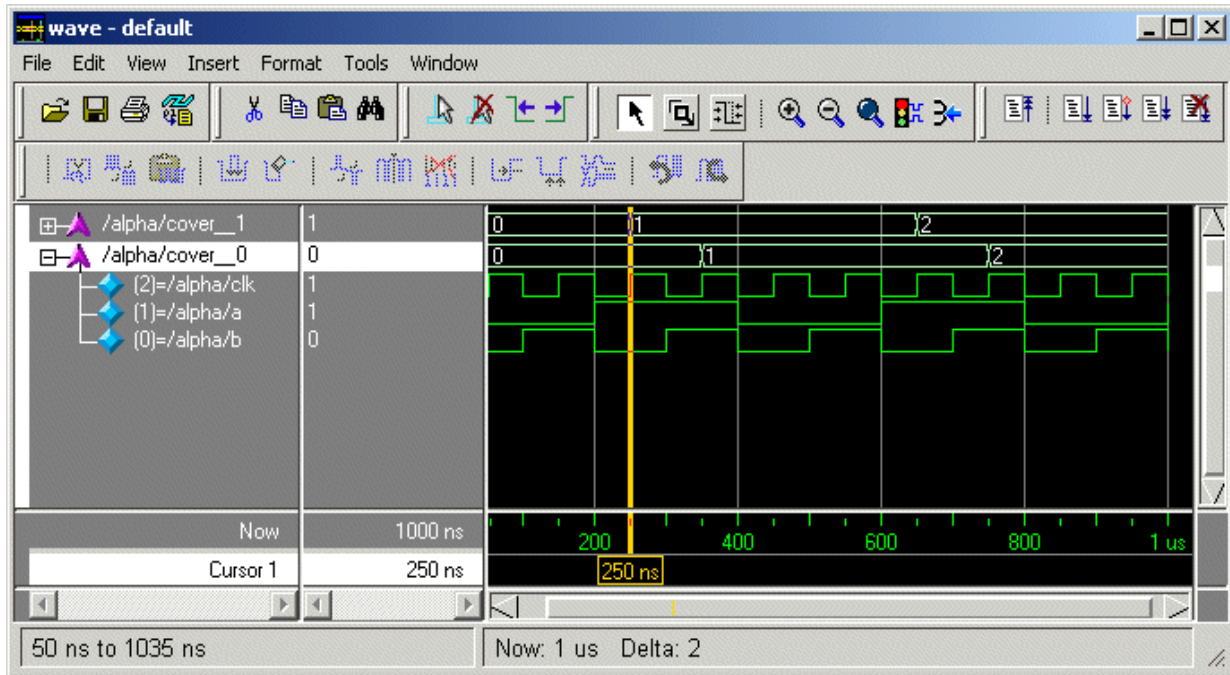 wave - default
File Edit View Insert Format Tools Window
/alpha/cover__1 1 0 1 2
/alpha/cover__0 0 0 1 2
(2)=/alpha/clk 1
(1)=/alpha/a 1
(0)=/alpha/b 0
Now 1000 ns 200 400 600 800 1 us
Cursor 1 250 ns 250 ns
50 ns to 1035 ns Now: 1 us Delta: 2